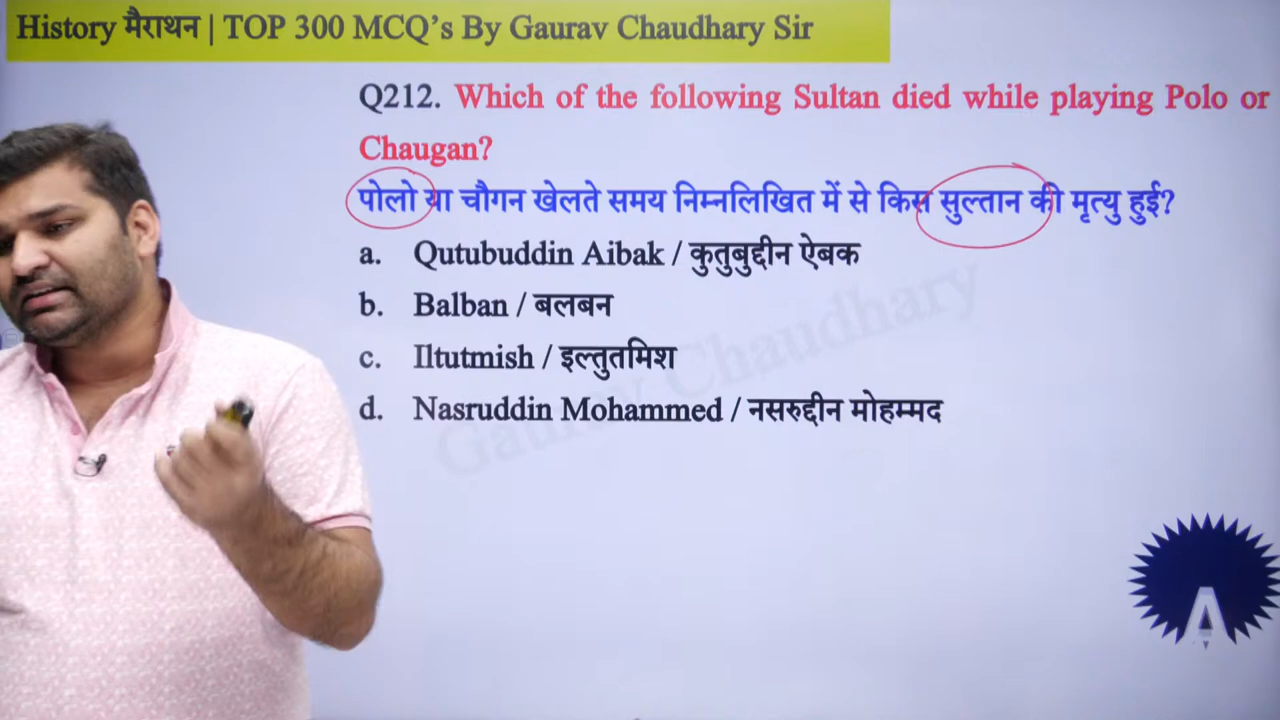 History मैराथन | TOP 300 MCQ’s By Gaurav Chaudhary Sir
Q212. Which of the following Sultan died while playing Polo or
Chaugan?
पोलो या चौगन खेलते समय निम्नलिखित में से किस सुल्तान की मृत्यु हुई?
a. Qutubuddin Aibak / कुतुबुद्दीन ऐबक
b. Balban / बलबन
c. Iltutmish / इल्तुतमिश
d. Nasruddin Mohammed / नसरुद्दीन मोहम्मद
Gaurav Chaudhary
A